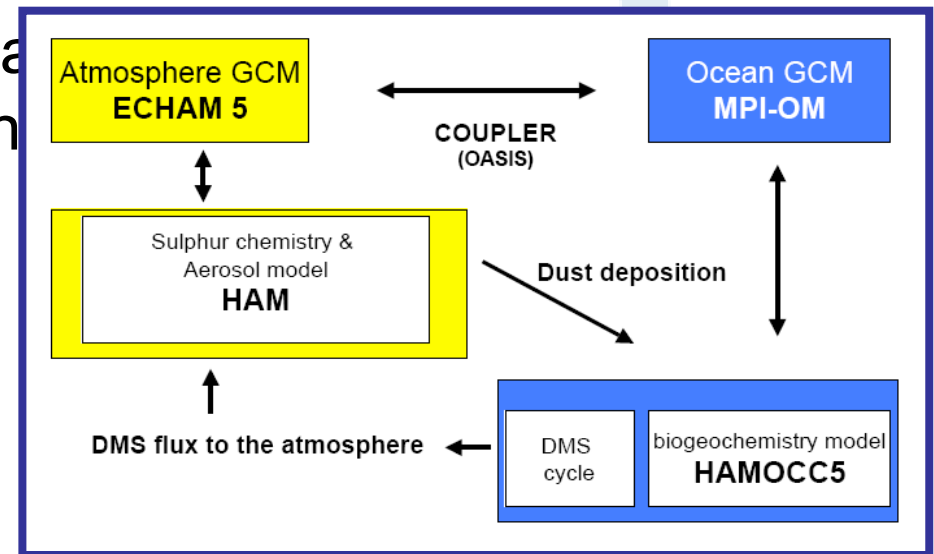 a
Atmosphere GCM
ECHAM 5
COUPLER
(OASIS)
Ocean GCM
MPI-OM
Sulphur chemistry &
Aerosol model
HAM
Dust deposition
DMS flux to the atmosphere
DMS
cycle
biogeochemistry model
HAMOCC5